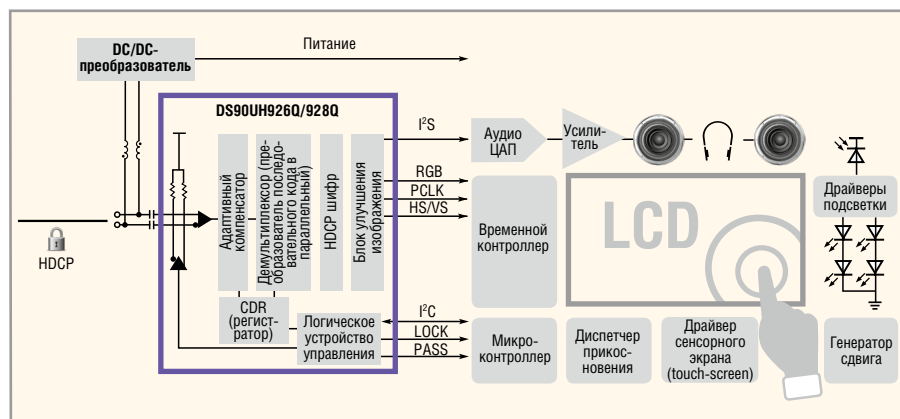 DC/DC-
преобразователь
Питание
DS90UH926Q/928Q
I²S
Аудио
ЦАП
Усили-
тель
RGB
PCLK
HS/VS
Адаптивный
компенсатор
Демультиплексор (пре-
образователь последо-
вательного кода в
параллельный)
HDCP шифр
Блок улучшения
изображения
HDCP
Временной
контроллер
LCD
Драйверы
подсветки
CDR
(регист-
ратор)
Логическое
устройство
управления
I²C
LOCK
PASS
Микро-
контроллер
Диспетчер
прикос-
новения
Драйвер
сенсорного
экрана
(touch-screen)
Генератор
сдвига